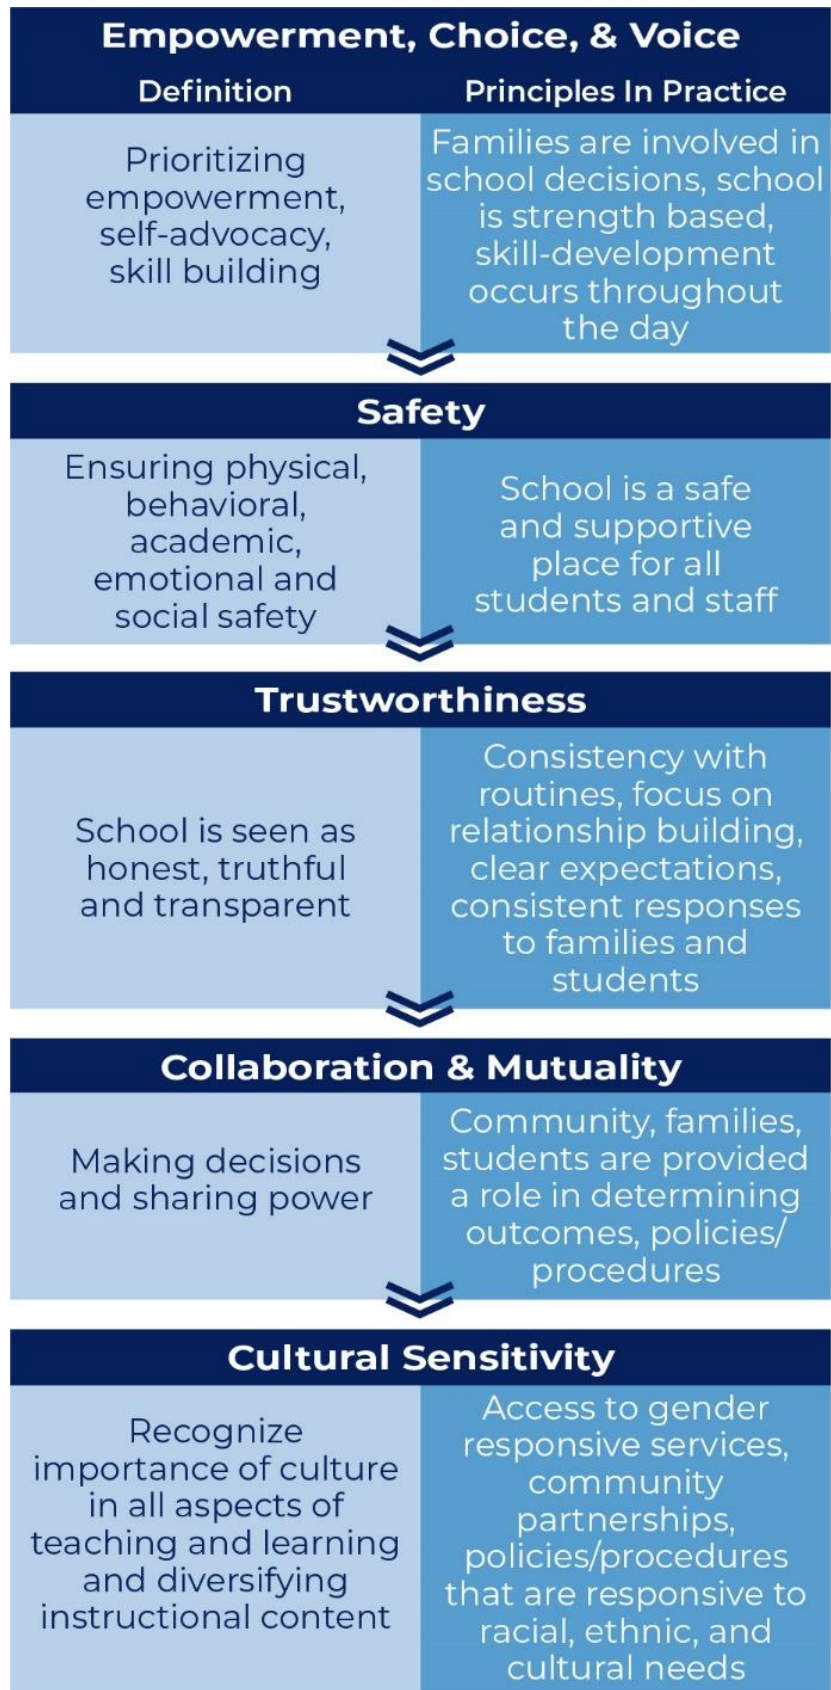 Empowerment, Choice, & Voice
Definition
Principles In Practice
Prioritizing
empowerment,
self-advocacy,
skill building
Families are involved in
school decisions, school
is strength based,
skill-development
occurs throughout
the day
Safety
Ensuring physical,
behavioral,
academic,
emotional and
social safety
School is a safe
and supportive
place for all
students and staff
Trustworthiness
School is seen as
honest, truthful
and transparent
Consistency with
routines, focus on
relationship building,
clear expectations,
consistent responses
to families and
students
Collaboration & Mutuality
Making decisions
and sharing power
Community, families,
students are provided
a role in determining
outcomes, policies/
procedures
Cultural Sensitivity
Recognize
importance of culture
in all aspects of
teaching and learning
and diversifying
instructional content
Access to gender
responsive services,
community
partnerships,
policies/procedures
that are responsive to
racial, ethnic, and
cultural needs